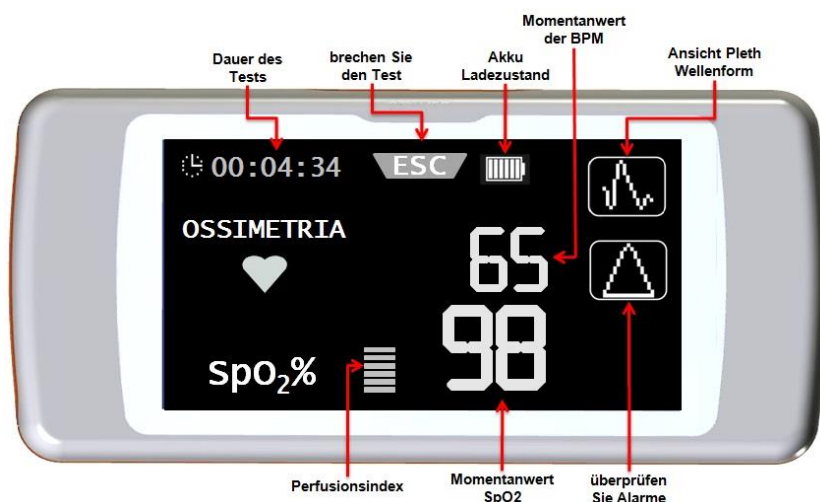 Momentanwert
der BPM
Dauer des
Tests
brechen Sie
den Test
Akku
Ladezustand
Ansicht Pleth
Wellenform
00:04:34
ESC
OSSIMETRIA
65
98
SpO₂%
Perfusionsindex
Momentanwert
SpO2
überprüfen
Sie Alarme